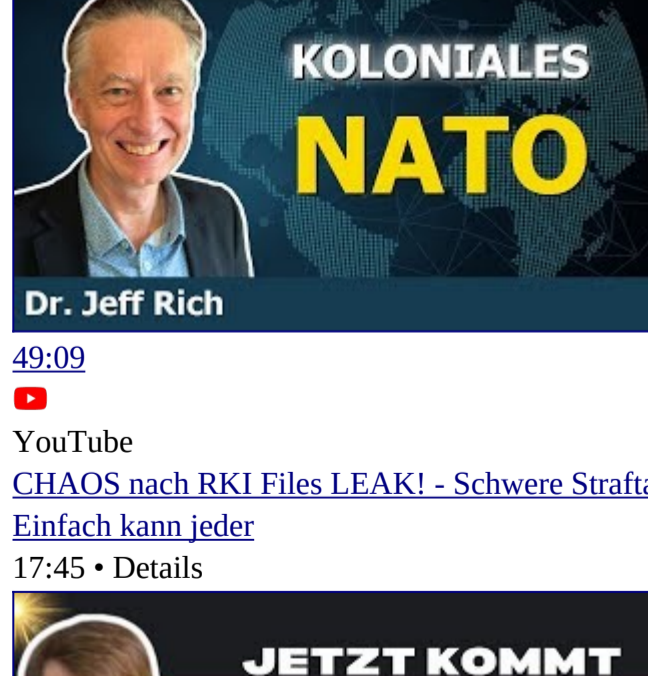 KOLONIALES
NATO
Dr. Jeff Rich
49:09
YouTube
CHAOS nach RKI Files LEAK! - Schwere
Einfach kann jeder
17:45 • Details
JETZT KOMMT